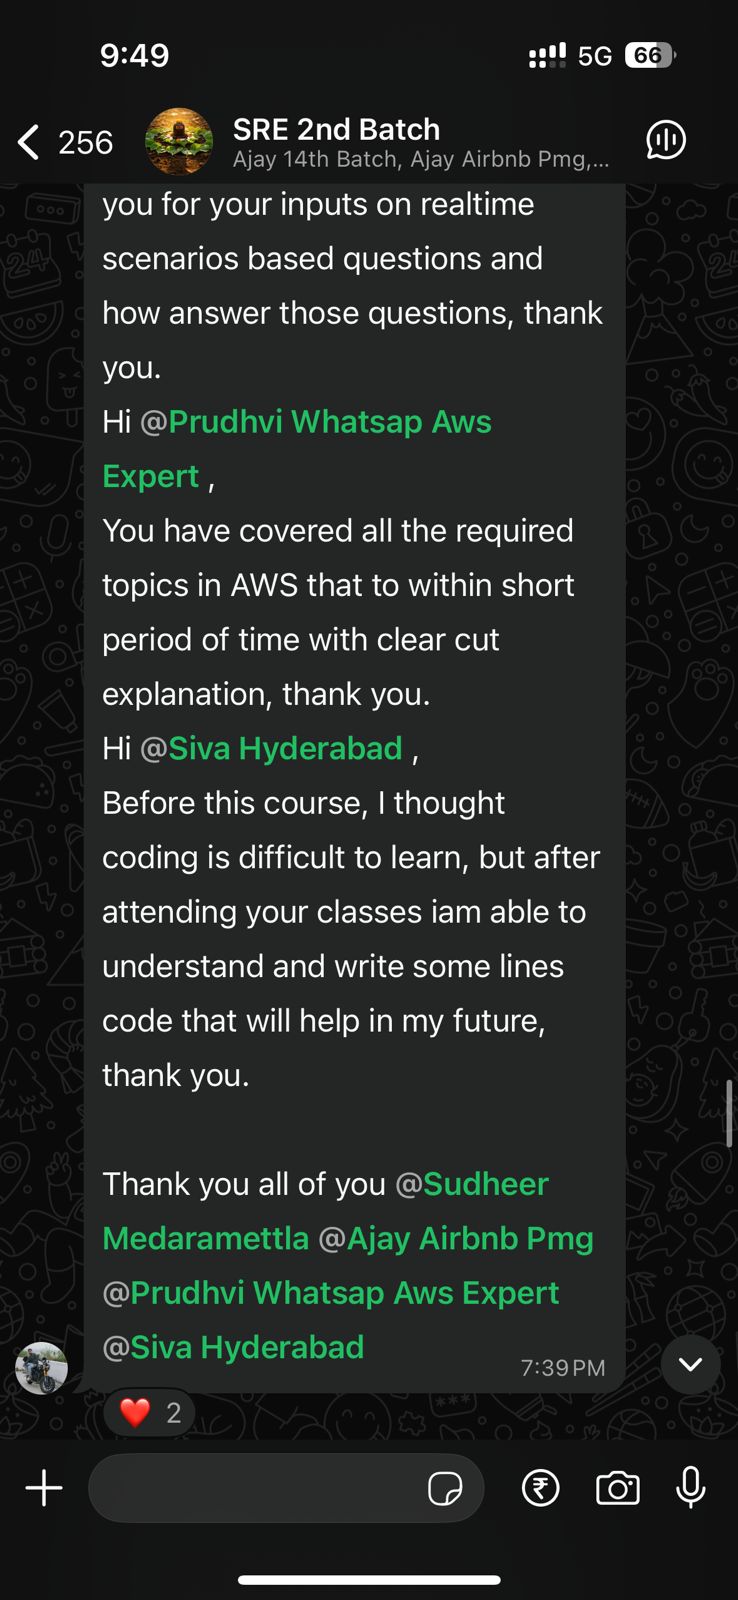 9:49
5G
66
256
SRE 2nd Batch
Ajay 14th Batch, Ajay Airbnb Pmg,...
you for your inputs on realtime
scenarios based questions and
how answer those questions, thank
you.
Hi @Prudhvi Whatsap Aws
Expert ,
You have covered all the required
topics in AWS that to within short
period of time with clear cut
explanation, thank you.
Hi @Siva Hyderabad ,
Before this course, I thought
coding is difficult to learn, but after
attending your classes iam able to
understand and write some lines
code that will help in my future,
thank you.
Thank you all of you @Sudheer
Medaramettla @Ajay Airbnb Pmg
@Prudhvi Whatsap Aws Expert
@Siva Hyderabad
7:39 PM
❤️ 2
₹